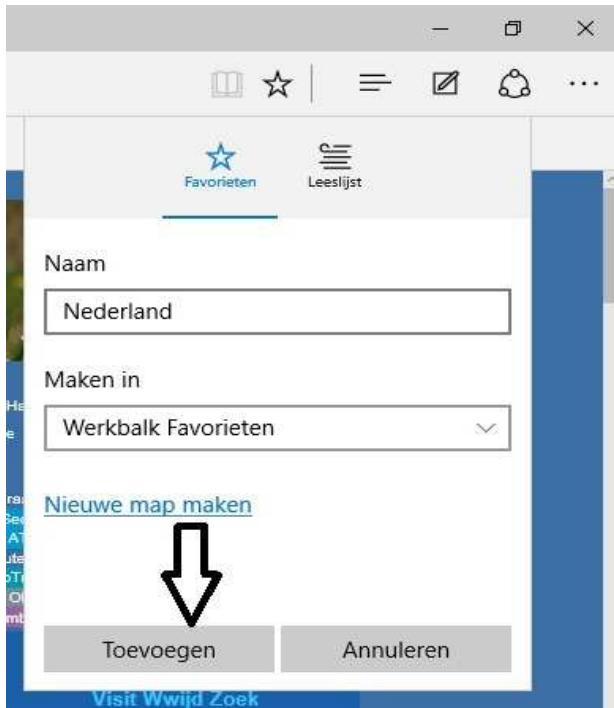 Favorieten
Leeslijst
Naam
Nederland
Maken in
Werkbalk Favorieten
Nieuwe map maken
Toevoegen
Annuleren
Visit Wwijd Zoek